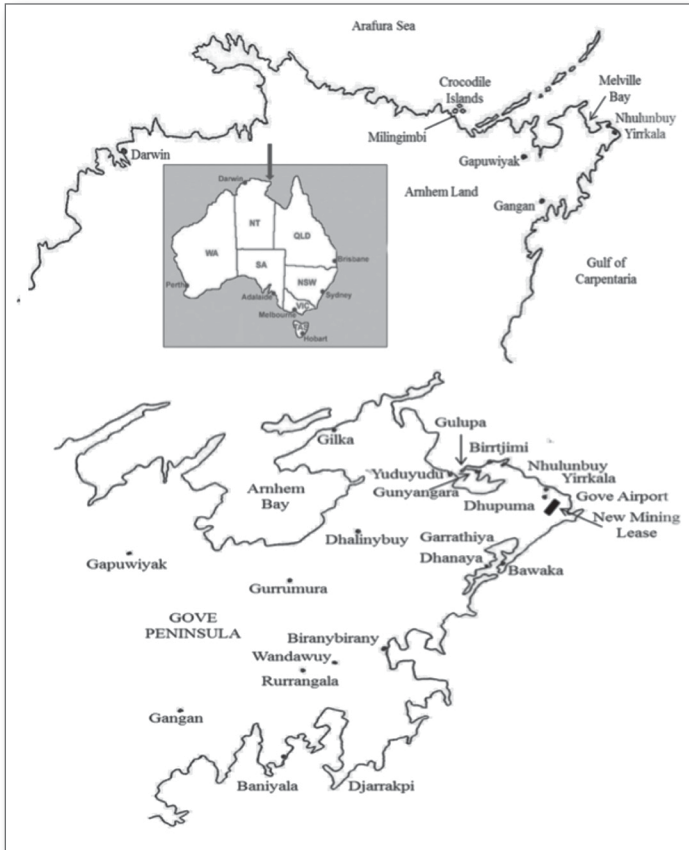 Arafura Sea
Crocodile
Islands
Melville
Bay
Milingimbi
Nhulunbuy
Yirrkala
Darwin
Gapuwiyak
Arnhem Land
Gangan
Gulf of
Carpentaria
Darwin
NT
QLD
WA
SA
Brisbane
NSW
Perth
Adelaide
Sydney
VIC
Melbourne
TAS
Hobart
Gulupa
Gilka
Birrtjimi
Yuduyudu
Nhulunbuy
Yirrkala
Gunyangara
Arnhem
Bay
Dhupuma
Gove Airport
New Mining
Lease
Dhalinybuy
Garrathiya
Gapuwiyak
Dhanaya
Bawaka
Gurrumura
GOVE
PENINSULA
Biranybirany
Wandawuy
Rurrangala
Gangan
Baniyala
Djarrakpi